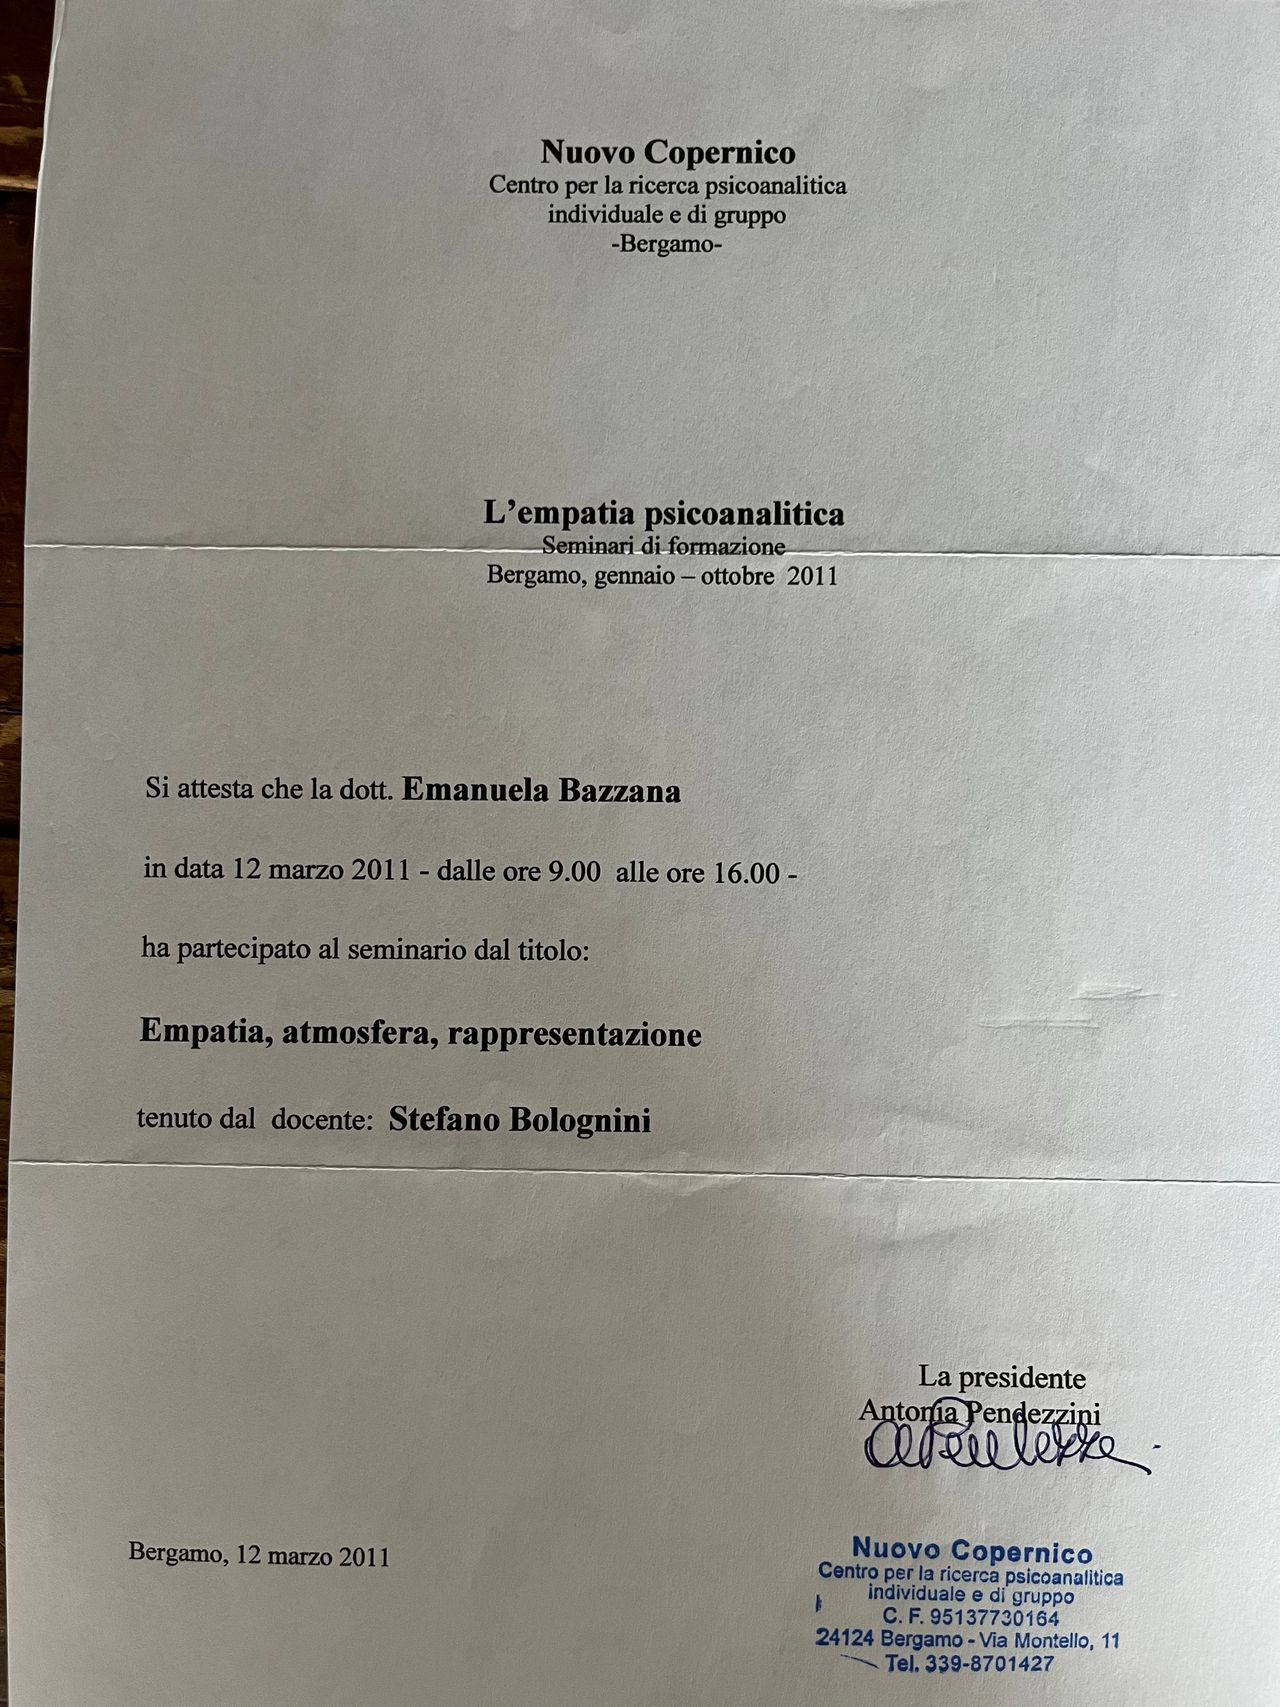 Nuovo Copernico
Centro per la ricerca psicoanalitica
individuale e di gruppo
-Bergamo-
L’empatia psicoanalitica
Seminari di formazione
Bergamo, gennaio – ottobre 2011
Si attesta che la dott. Emanuela Bazzana
in data 12 marzo 2011 - dalle ore 9.00 alle ore 16.00 -
ha partecipato al seminario dal titolo:
Empatia, atmosfera, rappresentazione
tenuto dal docente: Stefano Bolognini
La presidente
Antonia Pendezzini
Bergamo, 12 marzo 2011
Nuovo Copernico
Centro per la ricerca psicoanalitica
individuale e di gruppo
C. F. 95137730164
24124 Bergamo - Via Montello, 11
Tel. 339-8701427